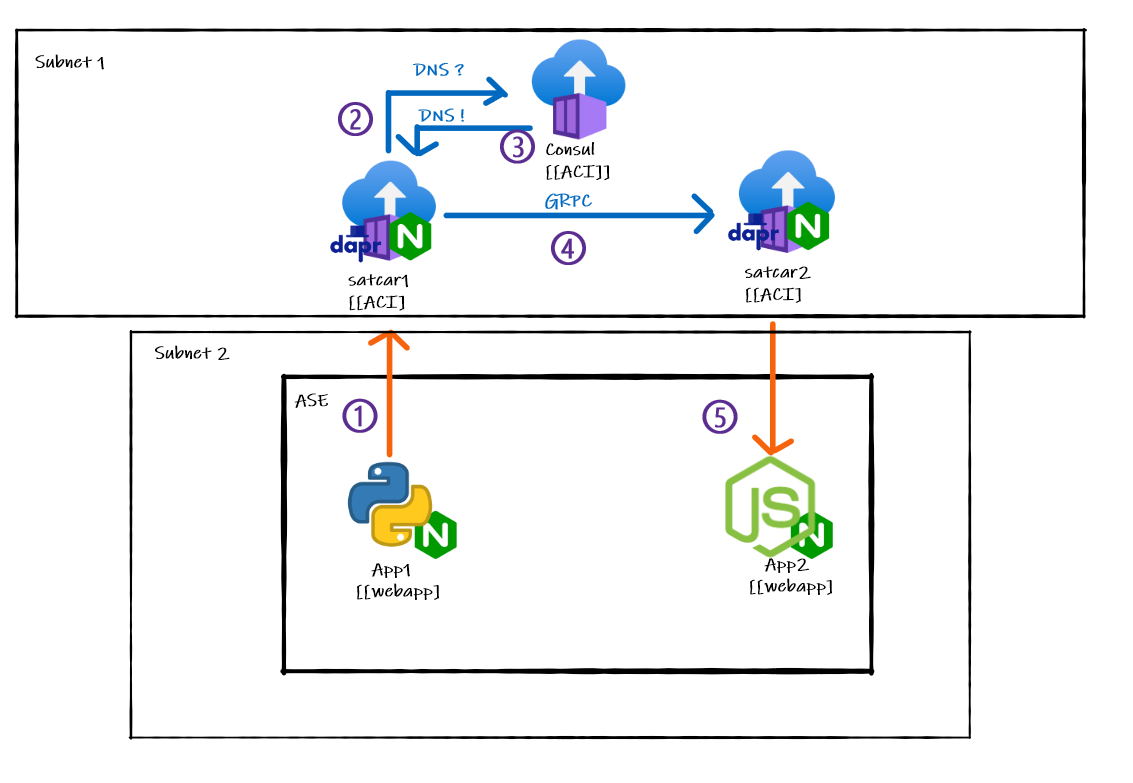 Subnet 1
DNS ?
2
DNS !
3
Consul
[[ACI]]
GRPC
4
dapr
N
satcar1
[[ACI]
dapr
N
satcar2
[[ACI]
Subnet 2
ASE
1
5
N
App1
[[webapp]
JS
N
App2
[[webapp]